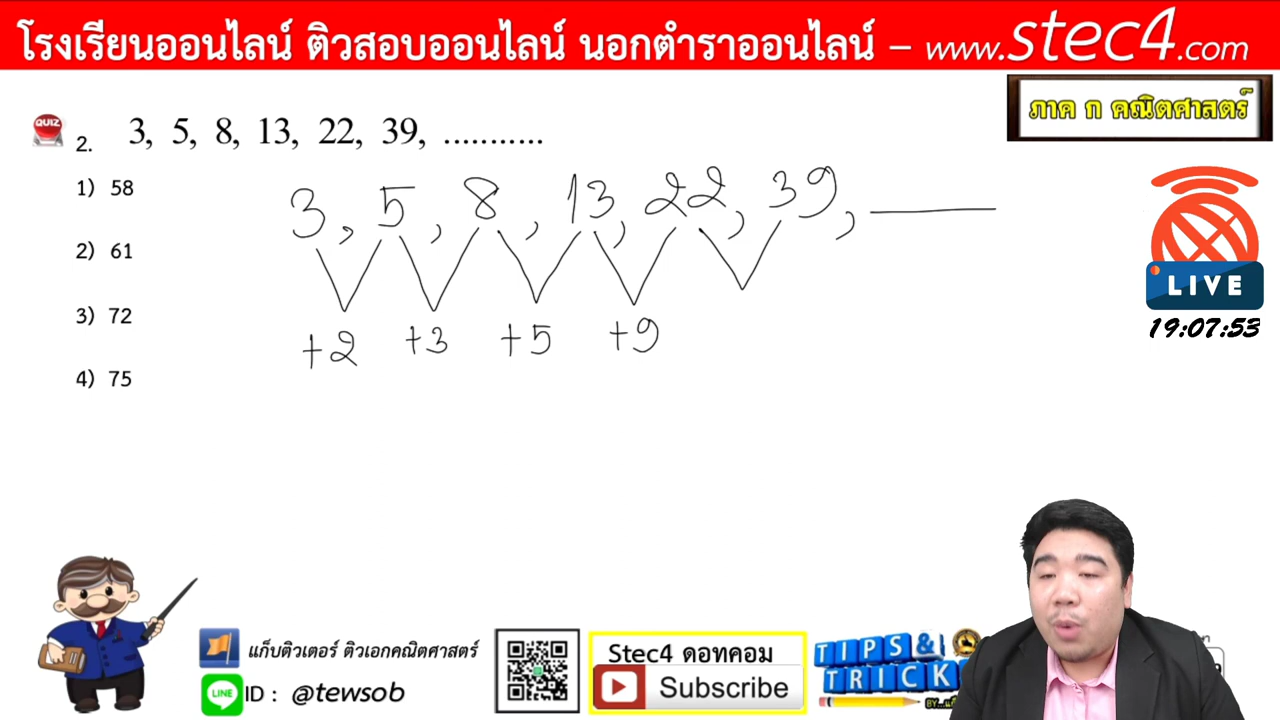 โรงเรียนออนไลน์ ติวสอบออนไลน์ นอกตำราออนไลน์ – www.stec4.com
ภาค ก คณิตศาสตร์
QUIZ
2. 3, 5, 8, 13, 22, 39, ...........
1) 58
2) 61
3) 72
4) 75
3, 5, 8, 13, 22, 39,
+2 +3 +5 +9
LIVE
19:07:53
แก็บติวเตอร์ ติวเอกคณิตศาสตร์
LINE ID : @tewsob
Stec4 ดอทคอม
Subscribe
TIPS &
TRICK